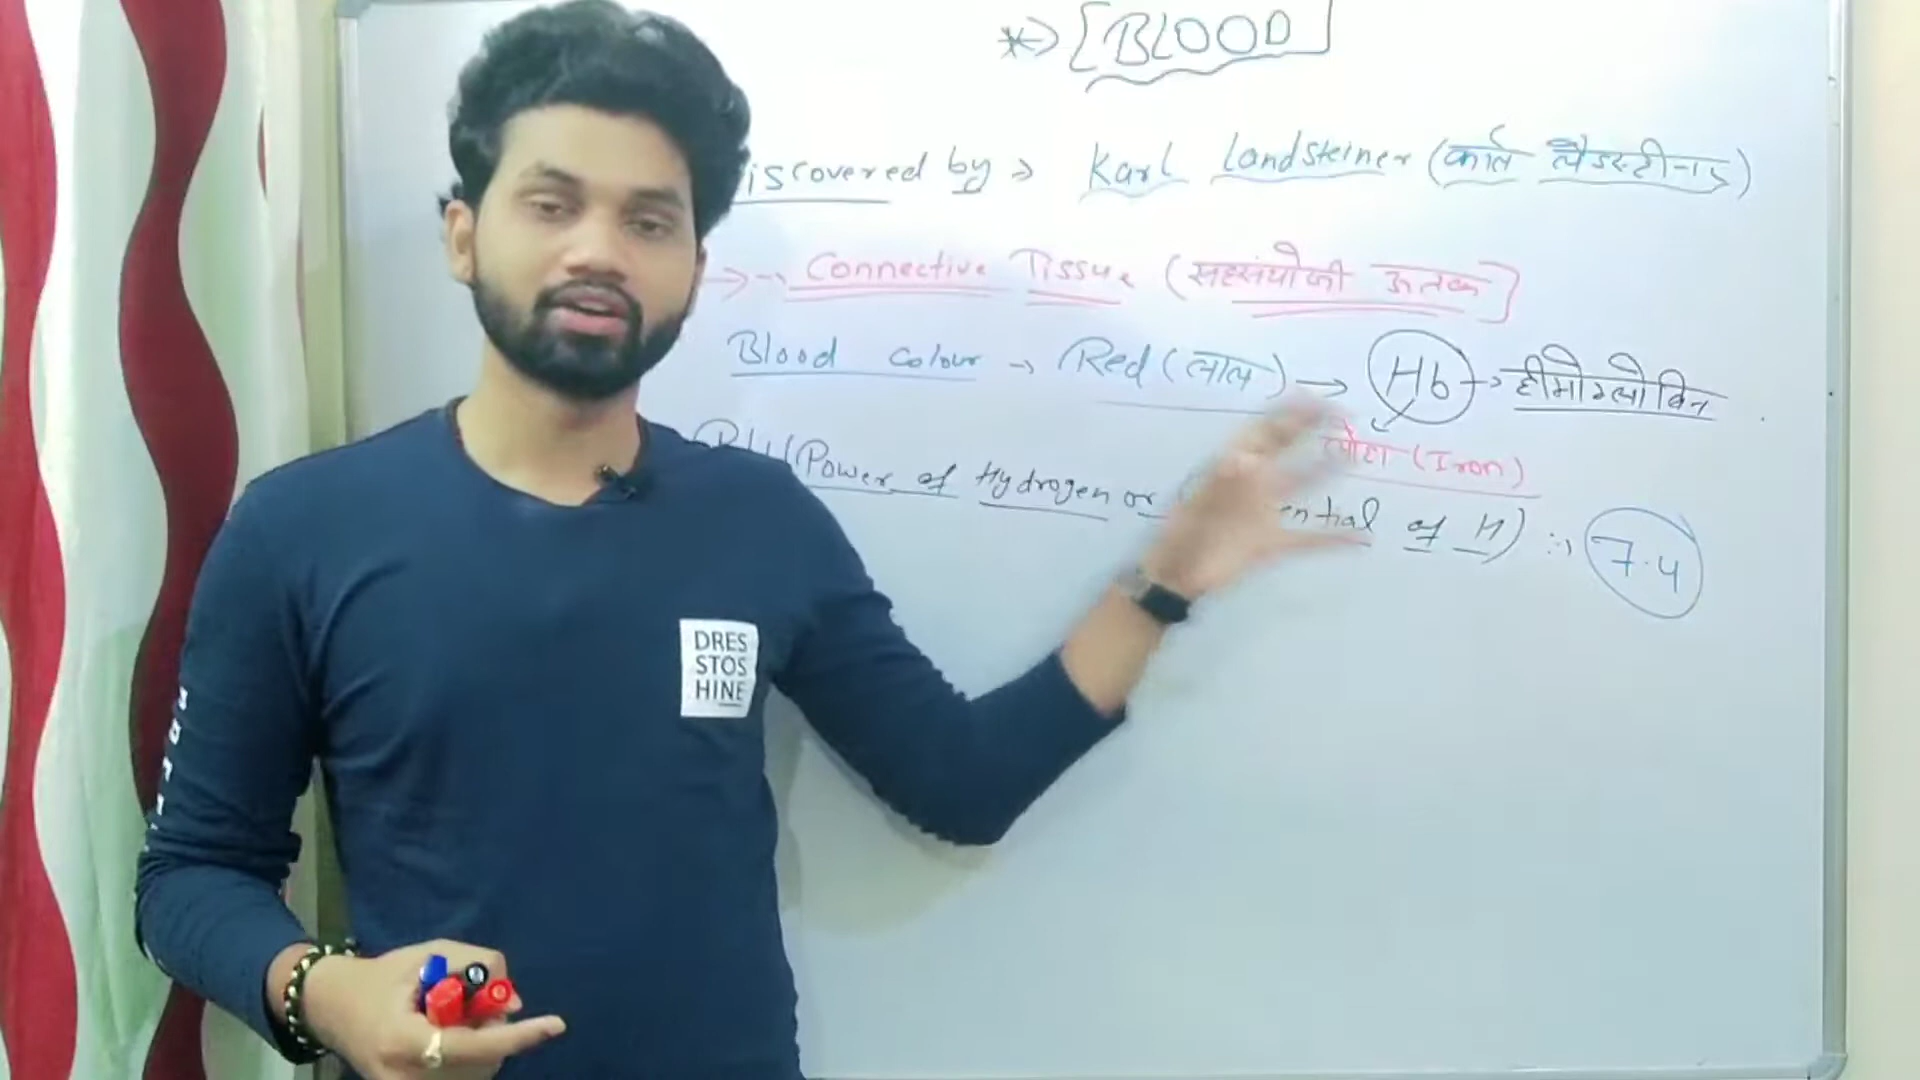 *→ [BLOOD]
iscovered by → Karl Landsteiner (कार्ल लैंडस्टीनर)
→ → Connective Tissue (सहसंयोजी ऊतक)
Blood colour → Red (लाल) → Hb → हीमोग्लोबिन
लोहा (Iron)
PH (Power of Hydrogen or ential of H) :→ 7.4
DRES
STOS
HINE